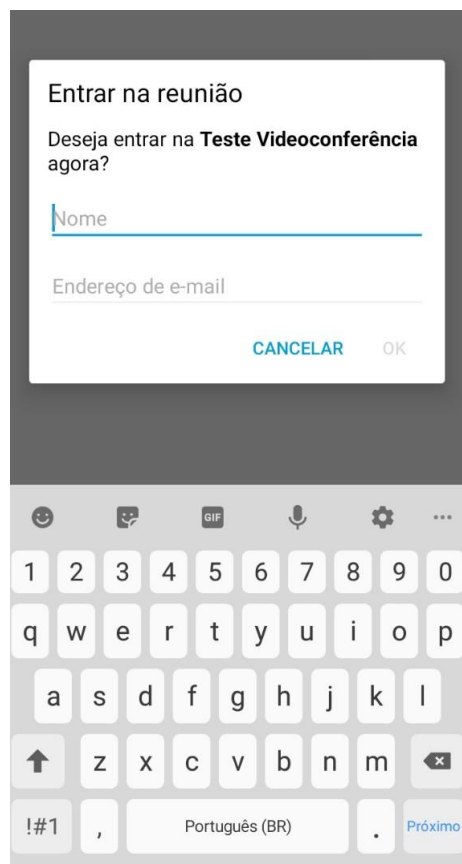 Entrar na reunião
Deseja entrar na Teste Videoconferência
agora?
Nome
Endereço de e-mail
CANCELAR OK
GIF
1 2 3 4 5 6 7 8 9 0
q w e r t y u i o p
a s d f g h j k l
z x c v b n m
!#1 , Português (BR) . Próximo